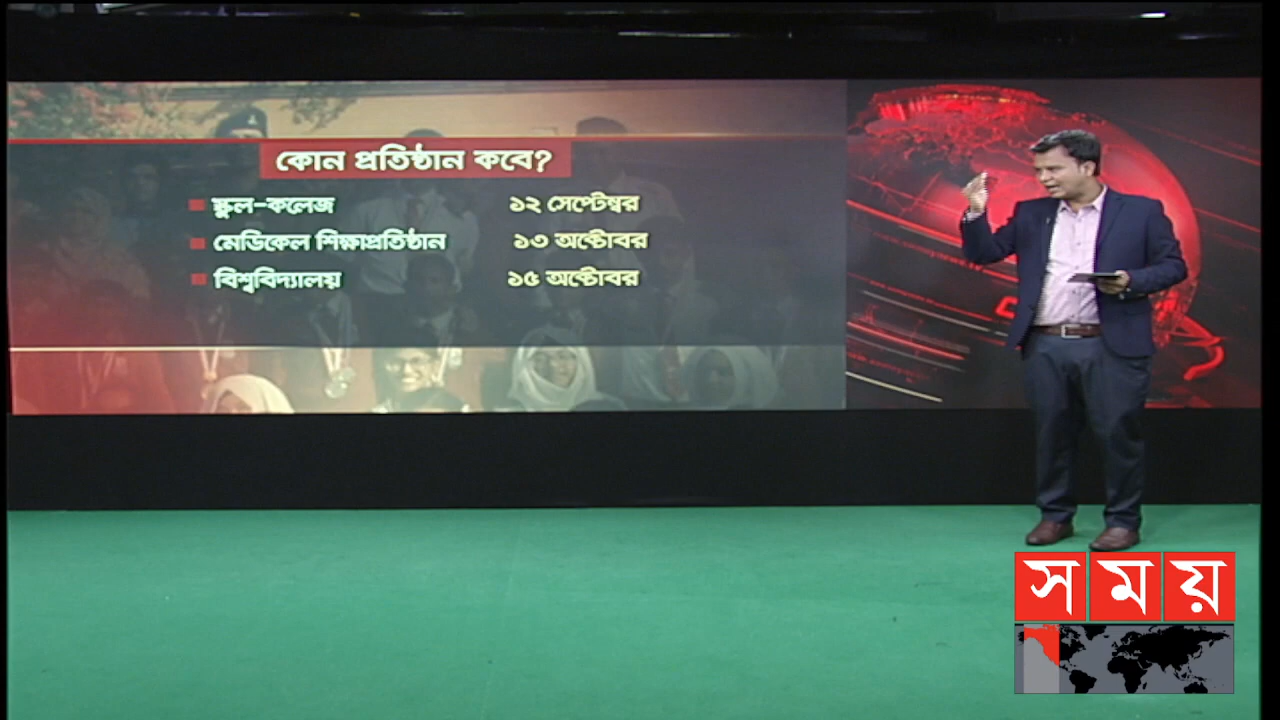 কোন প্রতিষ্ঠান কবে?
স্কুল-কলেজ ১২ সেপ্টেম্বর
মেডিকেল শিক্ষাপ্রতিষ্ঠান ১৩ অক্টোবর
বিশ্ববিদ্যালয় ১৫ অক্টোবর
সময়